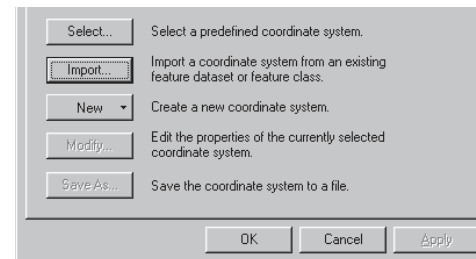 Select... Select a predefined coordinate system.
Import... Import a coordinate system from an existing
feature dataset or feature class.
New Create a new coordinate system.
Modify... Edit the properties of the currently selected
coordinate system.
Save As... Save the coordinate system to a file.
OK Cancel Apply